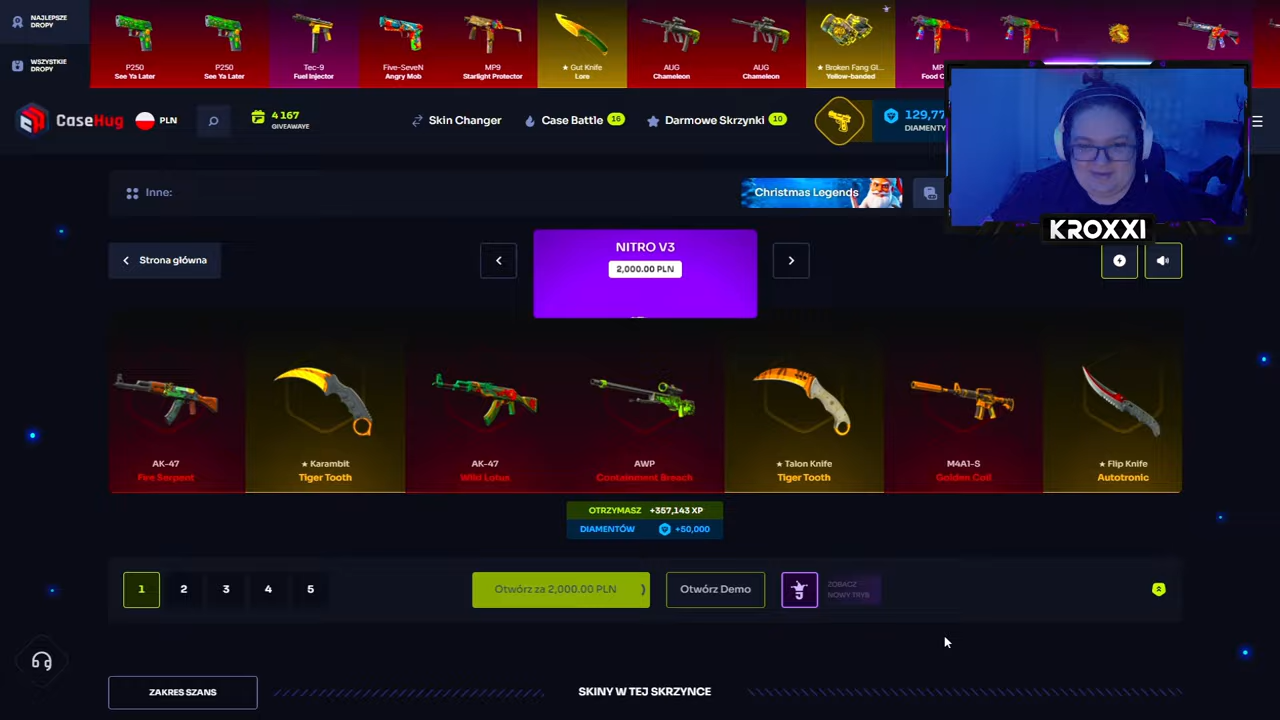 NAJLEPSZE
DROPY
WSZYSTKIE
DROPY
P250
See Ya Later
P250
See Ya Later
Tec-9
Fuel Injector
Five-SeveN
Angry Mob
MP9
Starlight Protector
★ Gut Knife
Lore
AUG
Chameleon
AUG
Chameleon
★ Broken Fang Gl...
Yellow-banded
Food C
CaseHug
PLN
4 167
GIVEAWAYE
Skin Changer
Case Battle 16
Darmowe Skrzynki 10
129,77
DIAMENTY
Inne:
Christmas Legends
KROXXI
Strona główna
NITRO V3
2,000.00 PLN
AK-47
Fire Serpent
★ Karambit
Tiger Tooth
AK-47
Wild Lotus
AWP
Containment Breach
★ Talon Knife
Tiger Tooth
M4A1-S
Golden Coil
★ Flip Knife
Autotronic
OTRZYMASZ +357,143 XP
DIAMENTÓW +50,000
1 2 3 4 5
Otwórz za 2,000.00 PLN
Otwórz Demo
ZOBACZ
NOWY TRYB
ZAKRES SZANS
SKINY W TEJ SKRZYNCE